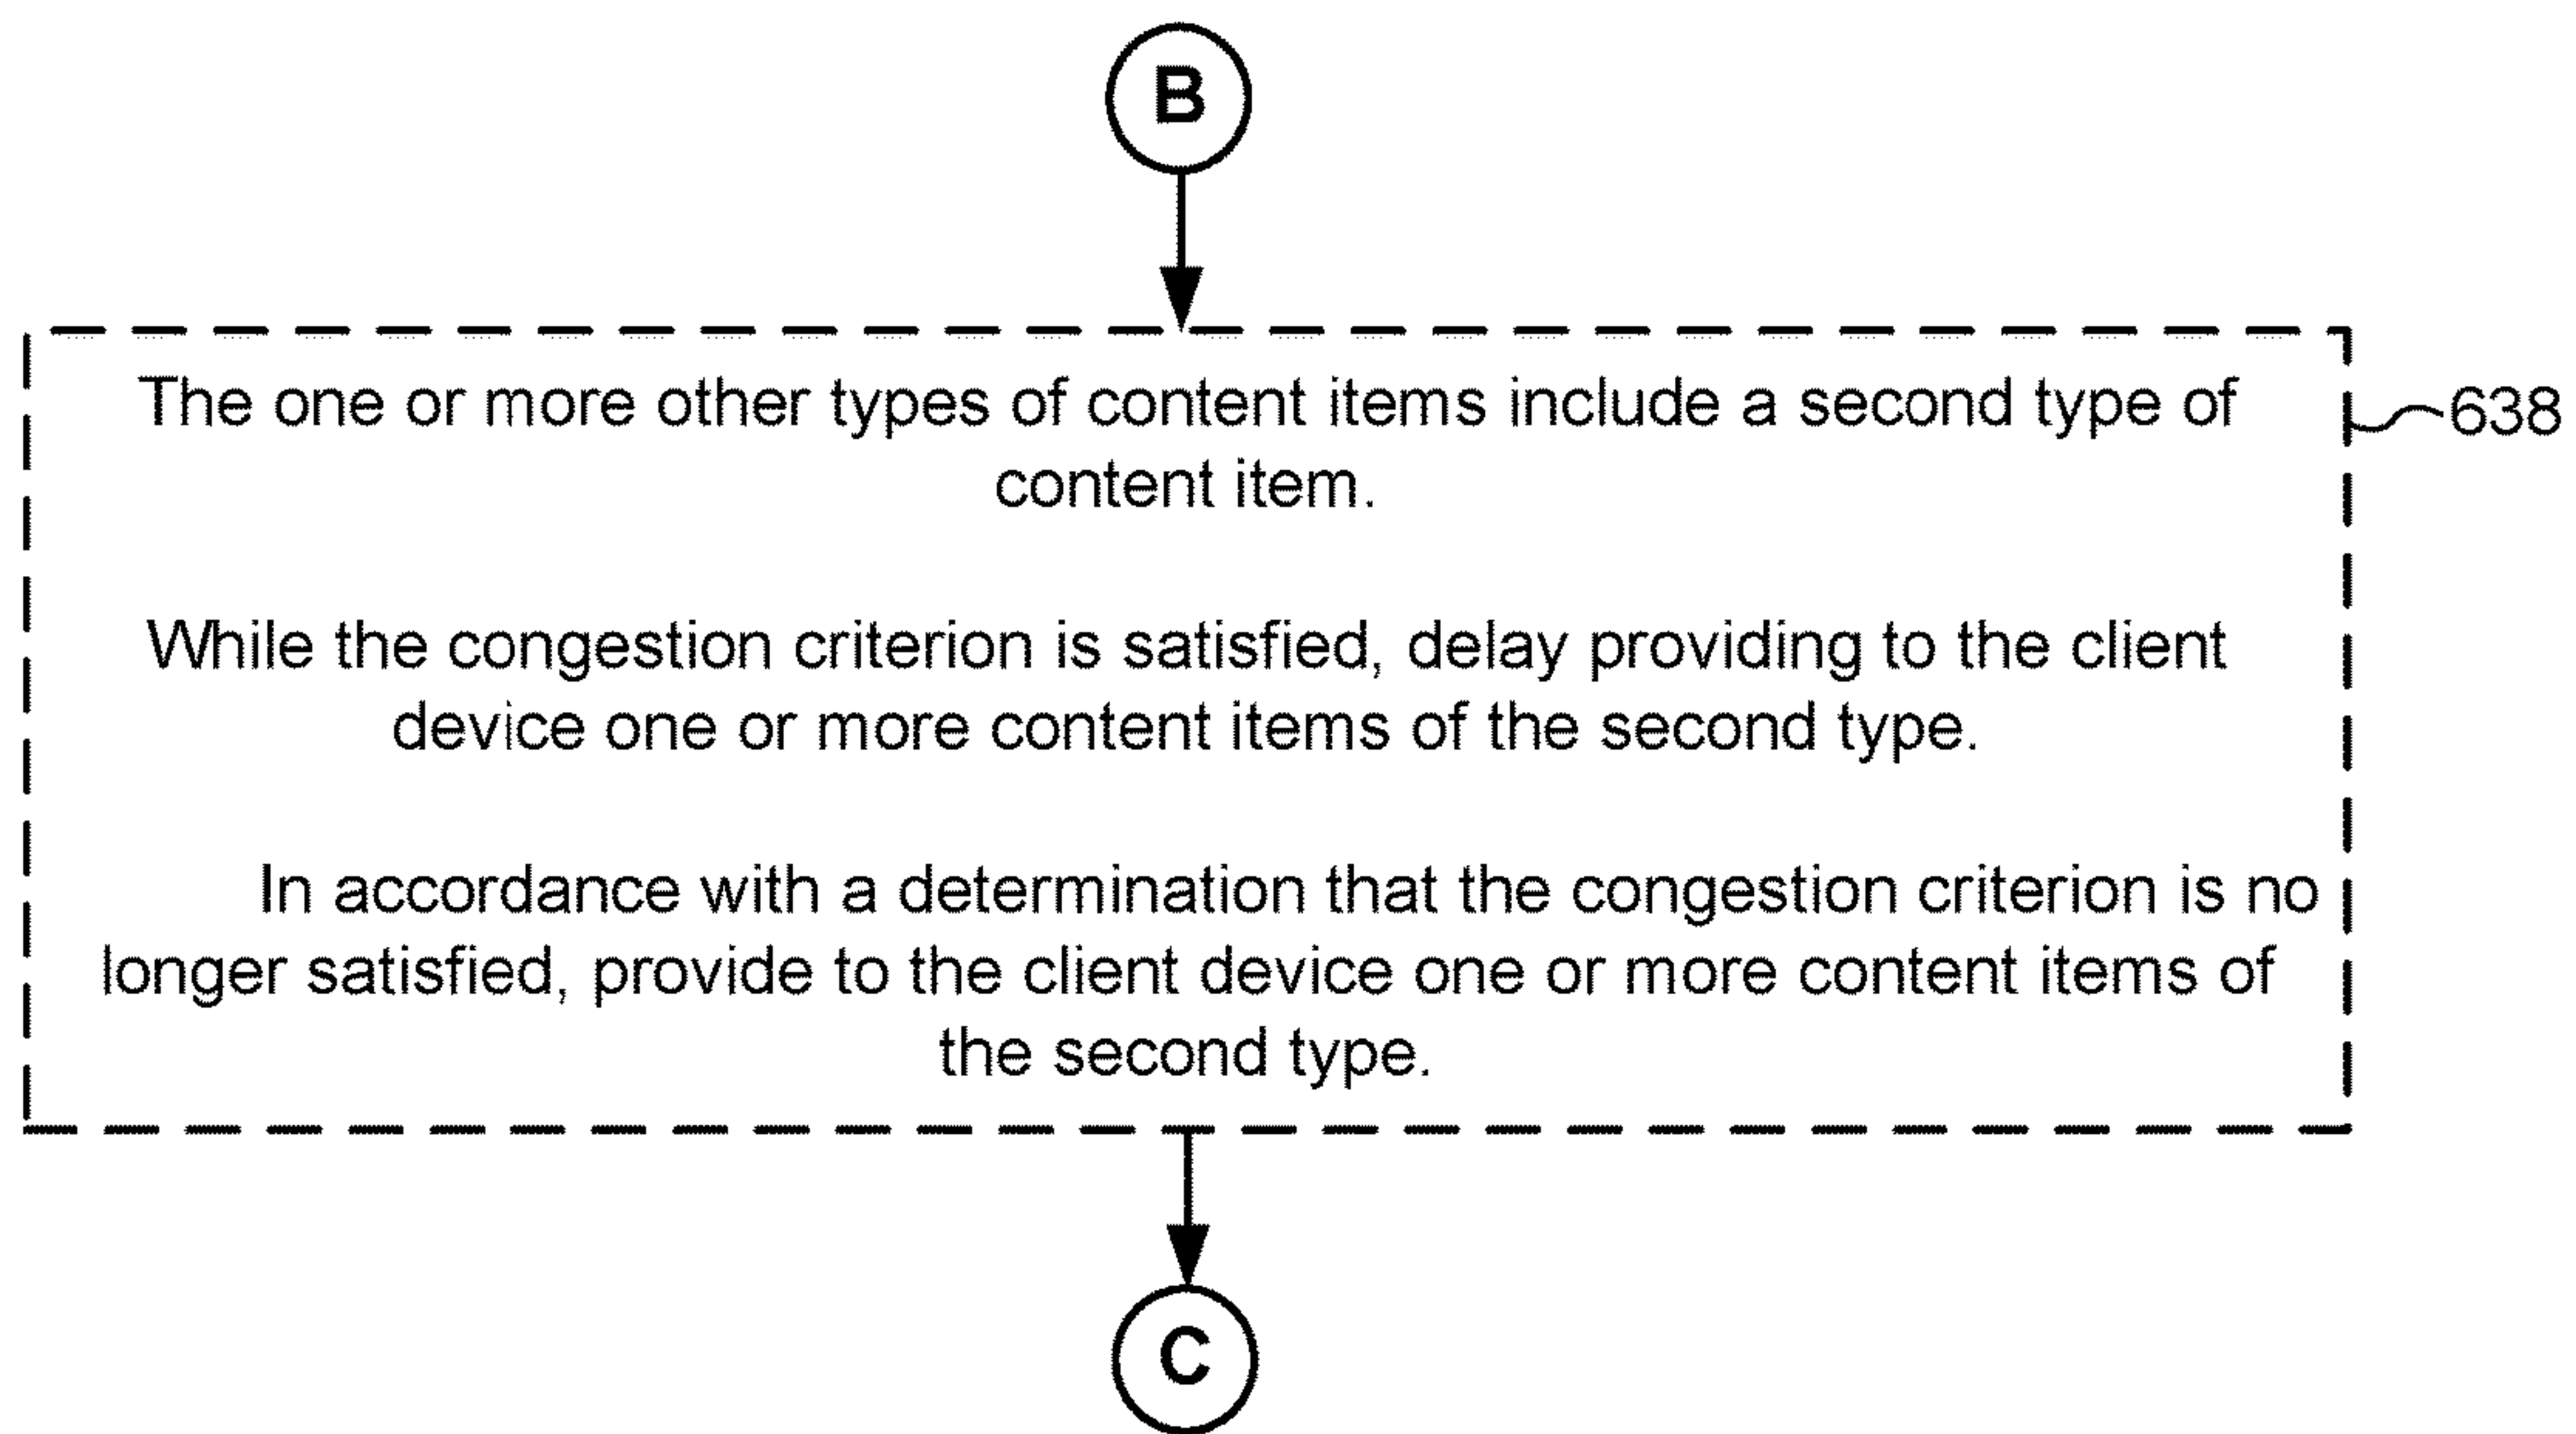 B
The one or more other types of content items include a second type of
638
content item.
While the congestion criterion is satisfied, delay providing to the client
device one or more content items of the second type.
In accordance with a determination that the congestion criterion is no
longer satisfied, provide to the client device one or more content items of
the second type.
C